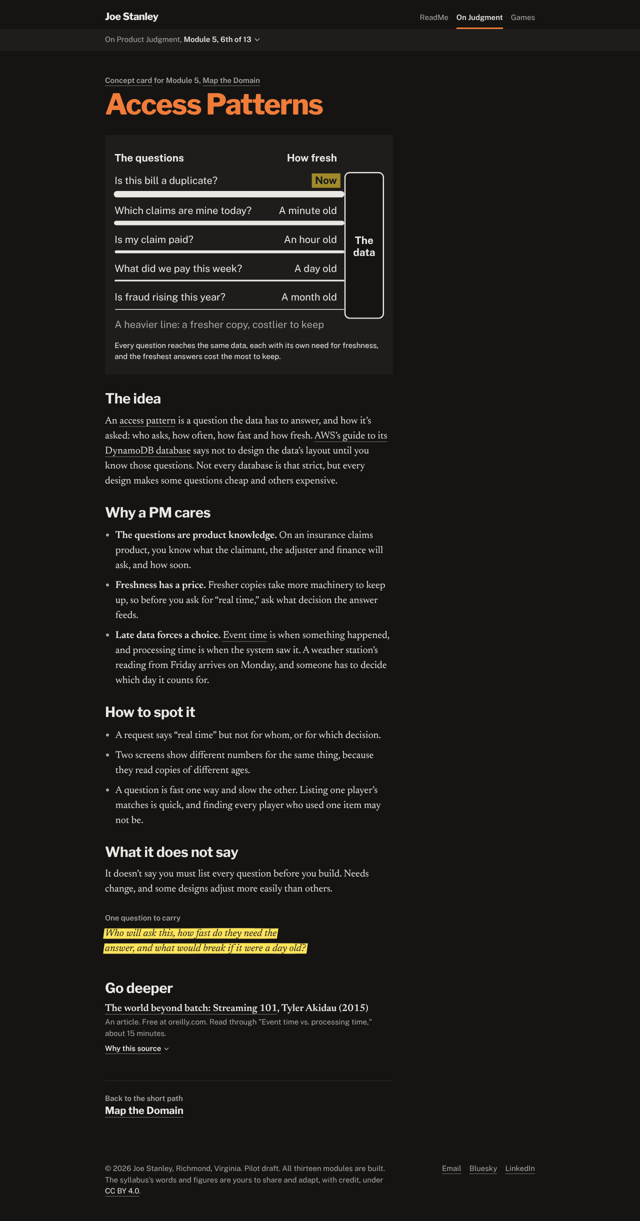 Joe Stanley
ReadMe On Judgment Games
On Product Judgment, Module 5, 6th of 13
Concept card for Module 5, Map the Domain
Access Patterns
The questions How fresh
Is this bill a duplicate? Now
Which claims are mine today? A minute old
Is my claim paid? An hour old
What did we pay this week? A day old
Is fraud rising this year? A month old
The
data
A heavier line: a fresher copy, costlier to keep
Every question reaches the same data, each with its own need for freshness,
and the freshest answers cost the most to keep.
The idea
An access pattern is a question the data has to answer, and how it’s
asked: who asks, how often, how fast and how fresh. AWS’s guide to its
DynamoDB database says not to design the data’s layout until you
know those questions. Not every database is that strict, but every
design makes some questions cheap and others expensive.
Why a PM cares
• The questions are product knowledge. On an insurance claims
product, you know what the claimant, the adjuster and finance will
ask, and how soon.
• Freshness has a price. Fresher copies take more machinery to keep
up, so before you ask for “real time,” ask what decision the answer
feeds.
• Late data forces a choice. Event time is when something happened,
and processing time is when the system saw it. A weather station’s
reading from Friday arrives on Monday, and someone has to decide
which day it counts for.
How to spot it
• A request says “real time” but not for whom, or for which decision.
• Two screens show different numbers for the same thing, because
they read copies of different ages.
• A question is fast one way and slow the other. Listing one player’s
matches is quick, and finding every player who used one item may
not be.
What it does not say
It doesn’t say you must list every question before you build. Needs
change, and some designs adjust more easily than others.
One question to carry
Who will ask this, how fast do they need the
answer, and what would break if it were a day old?
Go deeper
The world beyond batch: Streaming 101, Tyler Akidau (2015)
An article. Free at oreilly.com. Read through "Event time vs. processing time,"
about 15 minutes.
Why this source
Back to the short path
Map the Domain
© 2026 Joe Stanley, Richmond, Virginia. Pilot draft. All thirteen modules are built.
The syllabus's words and figures are yours to share and adapt, with credit, under
CC BY 4.0.
Email Bluesky LinkedIn